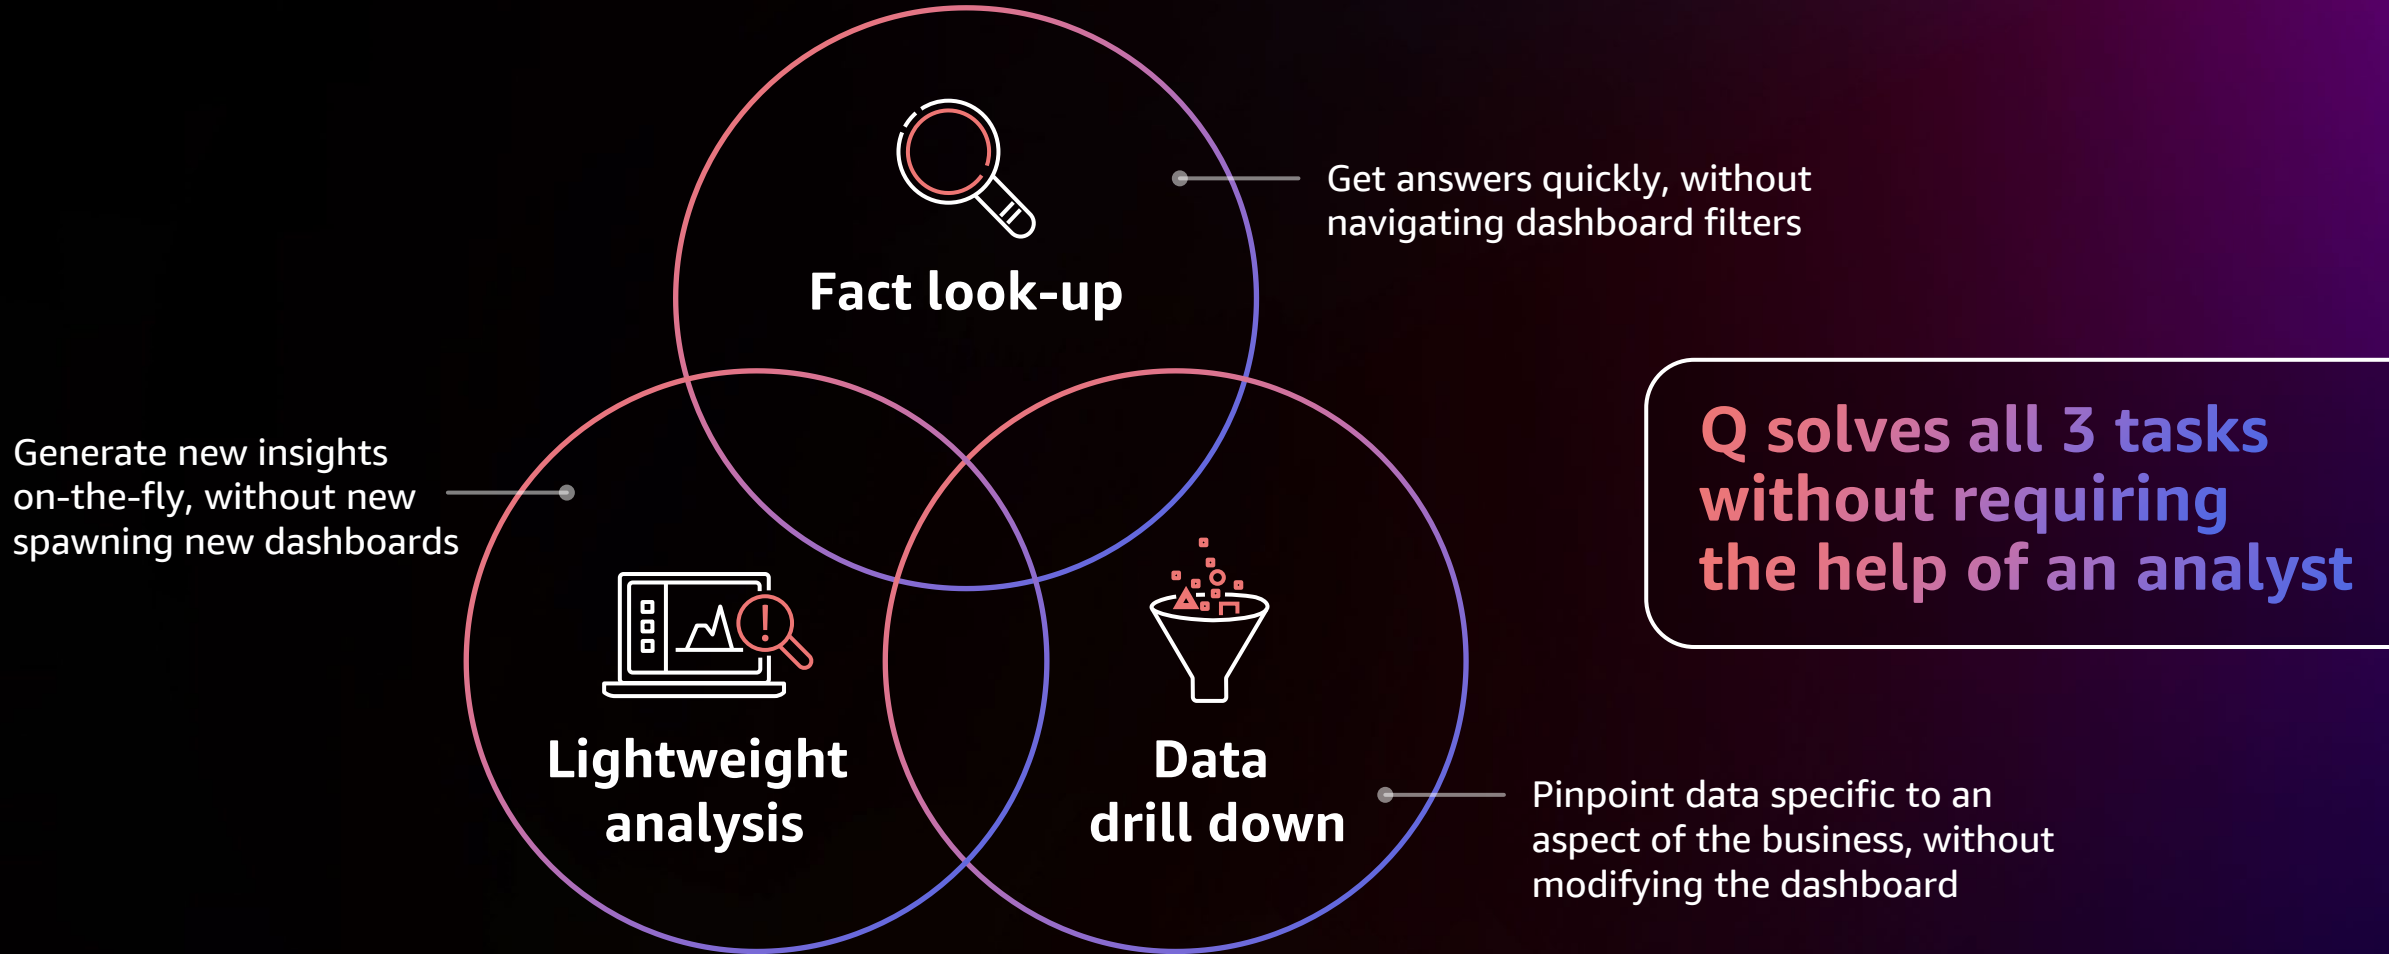 Fact look-up
Get answers quickly, without
navigating dashboard filters
Generate new insights
on-the-fly, without new
spawning new dashboards
Lightweight
analysis
Data
drill down
Pinpoint data specific to an
aspect of the business, without
modifying the dashboard
Q solves all 3 tasks
without requiring
the help of an analyst